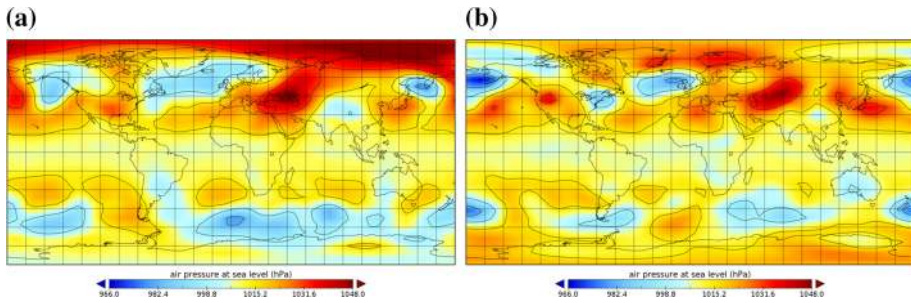 (a)
(b)
air pressure at sea level (hPa)
966.0 982.4 998.8 1015.2 1031.6 1048.0
air pressure at sea level (hPa)
966.0 982.4 998.8 1015.2 1031.6 1048.0